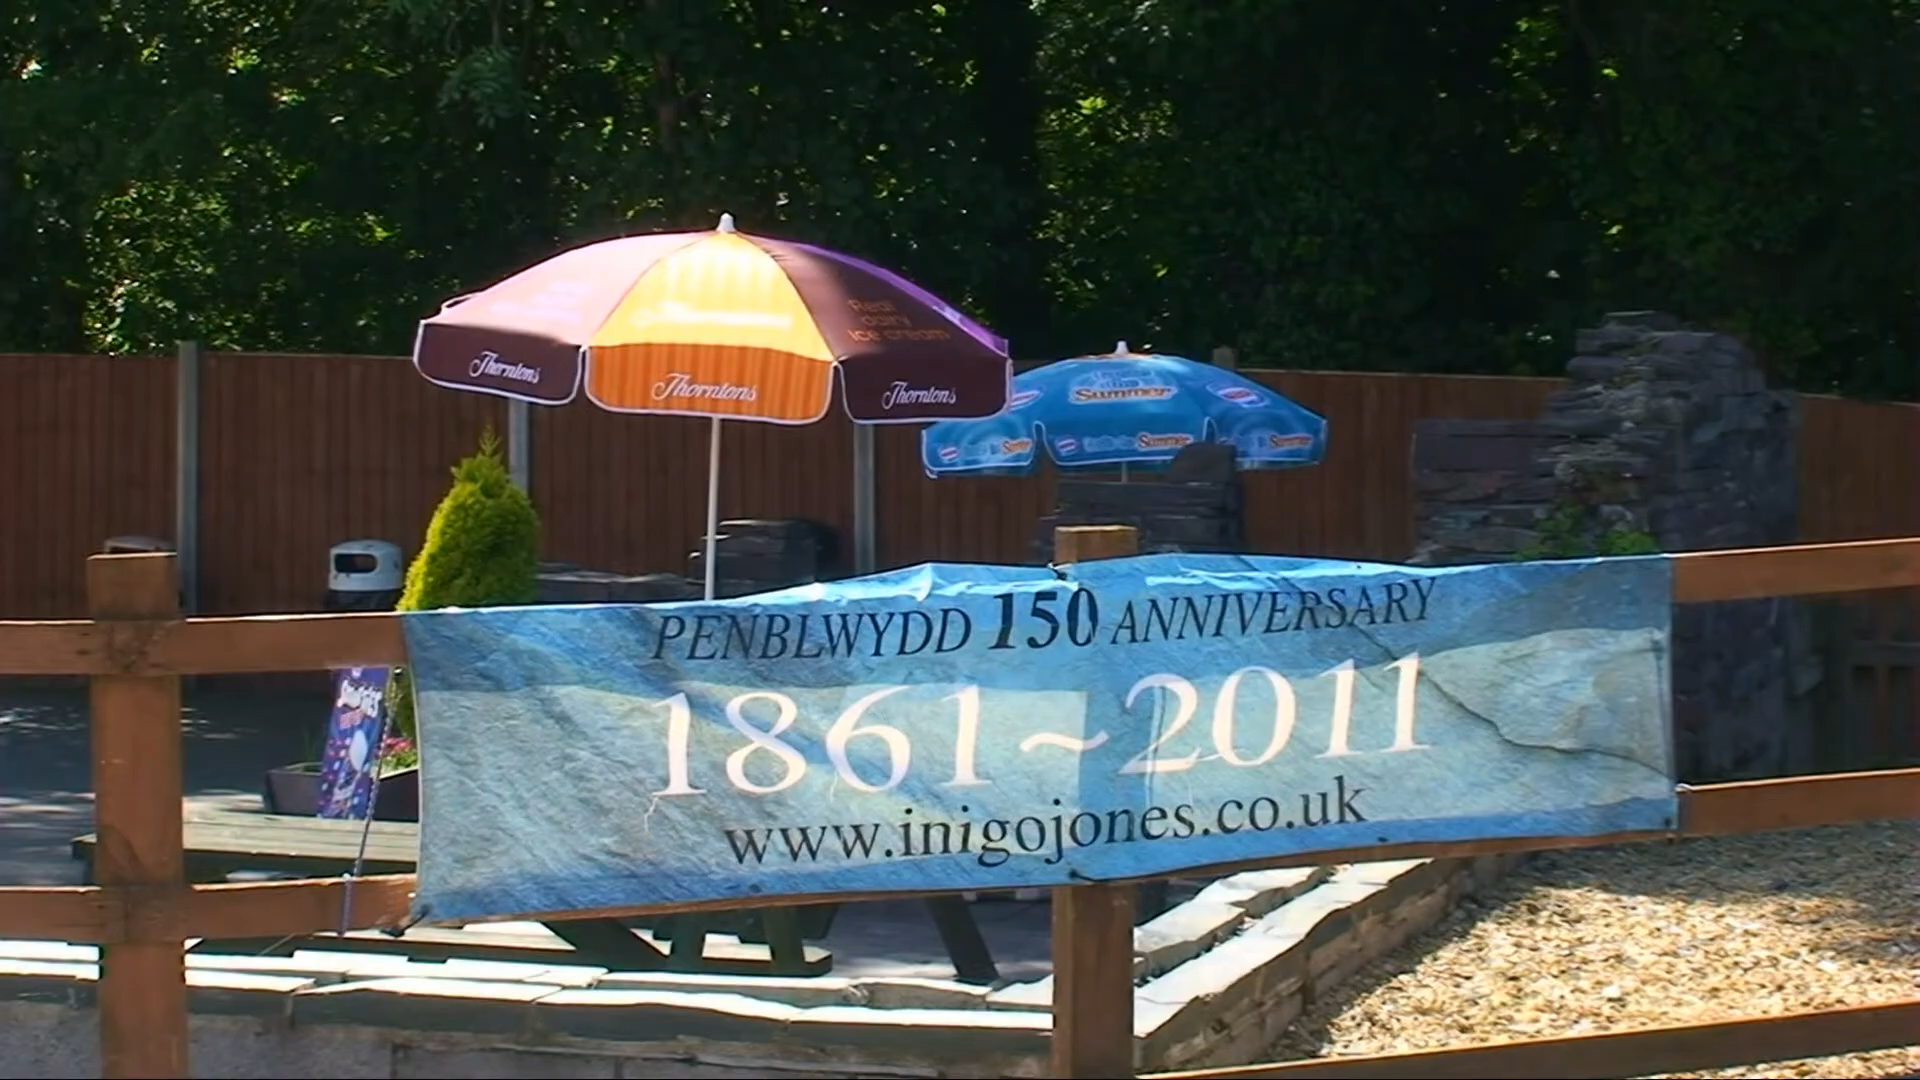 Real
dairy
ice cream
Thorntons
Thorntons
Thorntons
Summer
Summer
Summer
Summer
PENBLWYDD 150 ANNIVERSARY
1861~2011
www.inigojones.co.uk